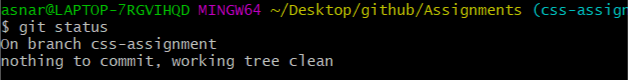 asnar@LAPTOP-7RGVIHQD MINGW64 ~/Desktop/github/Assignments (css-assign
$ git status
On branch css-assignment
nothing to commit, working tree clean